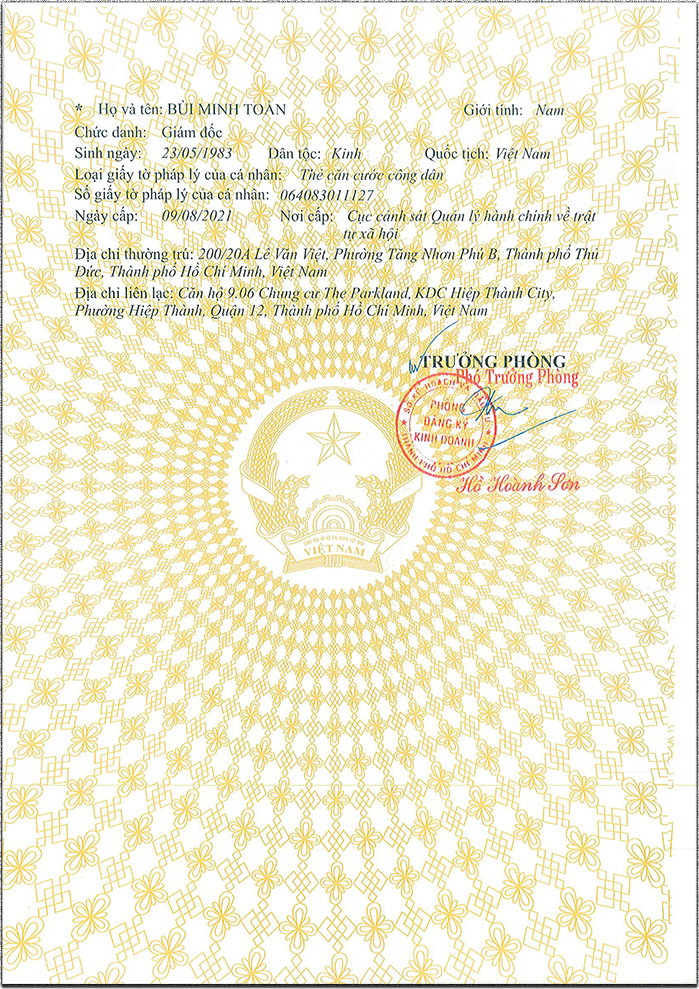 * Họ và tên: BÙI MINH TOÀN Giới tính: Nam
Chức danh: Giám đốc
Sinh ngày: 23/05/1983 Dân tộc: Kinh Quốc tịch: Việt Nam
Loại giấy tờ pháp lý của cá nhân: Thẻ căn cước công dân
Số giấy tờ pháp lý của cá nhân: 064083011127
Ngày cấp: 09/08/2021 Nơi cấp: Cục cảnh sát Quản lý hành chính về trật
tự xã hội
Địa chỉ thường trú: 200/20A Lê Văn Việt, Phường Tăng Nhơn Phú B, Thành phố Thủ
Đức, Thành phố Hồ Chí Minh, Việt Nam
Địa chỉ liên lạc: Căn hộ 9.06 Chung cư The Parkland, KDC Hiệp Thành City,
Phường Hiệp Thành, Quận 12, Thành phố Hồ Chí Minh, Việt Nam
TRƯỞNG PHÒNG
Phó Trưởng Phòng
PHÒNG
ĐĂNG KÝ
KINH DOANH
THÀNH PHỐ HỒ CHÍ MINH
Hồ Hoành Sơn
VIỆT NAM